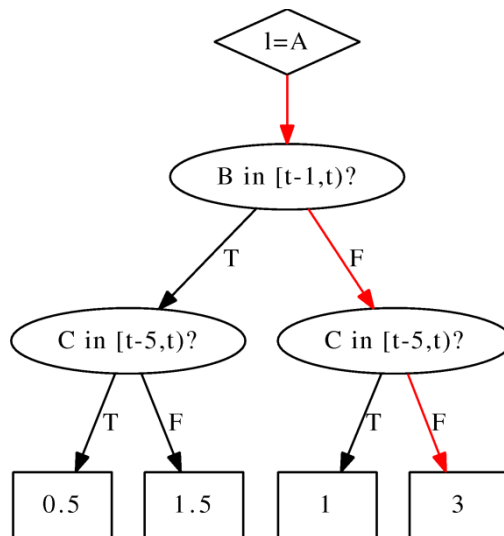 l=A
B in [t-1,t)?
T F
C in [t-5,t)? C in [t-5,t)?
T F T F
0.5 1.5 1 3